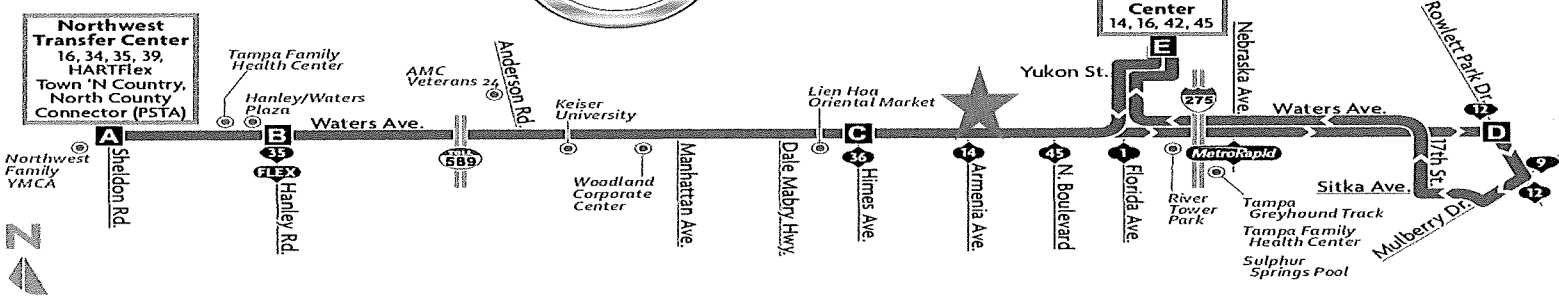 Northwest
Transfer Center
16, 34, 35, 39,
HARTFlex
Town 'N Country,
North County
Connector (PSTA)
A
Sheldon Rd.
Northwest
Family
YMCA
N
Tampa Family
Health Center
Hanley/Waters
Plaza
B
35
FLEX
Hanley Rd.
Waters Ave.
AMC
Veterans 24
TOLL
589
Anderson Rd.
Keiser
University
Woodland
Corporate
Center
Manhattan Ave.
Dale Mabry Hwy.
Lien Hoa
Oriental Market
C
36
Himes Ave.
14
Armenia Ave.
45
N. Boulevard
1
Florida Ave.
Yukon St.
Center
14, 16, 42, 45
E
275
Nebraska Ave.
MetroRapid
River
Tower
Park
Tampa
Greyhound Track
Tampa Family
Health Center
Sulphur
Springs Pool
Waters Ave.
17th St.
Sitka Ave.
Mulberry Dr.
Rowlett Park Dr.
12
D
9
12